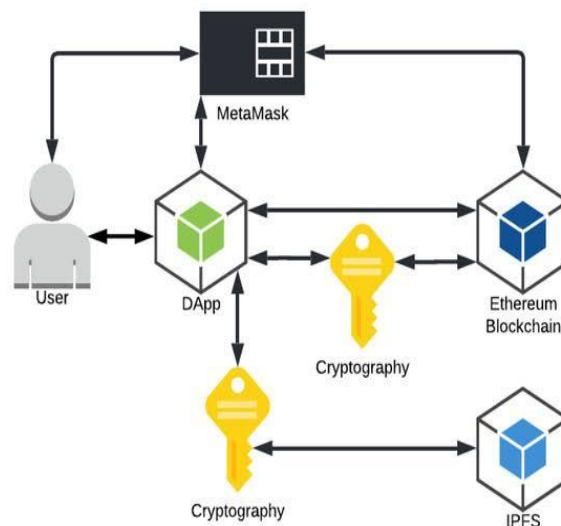 MetaMask
User
DApp
Ethereum
Blockchain
Cryptography
Cryptography
IPFS